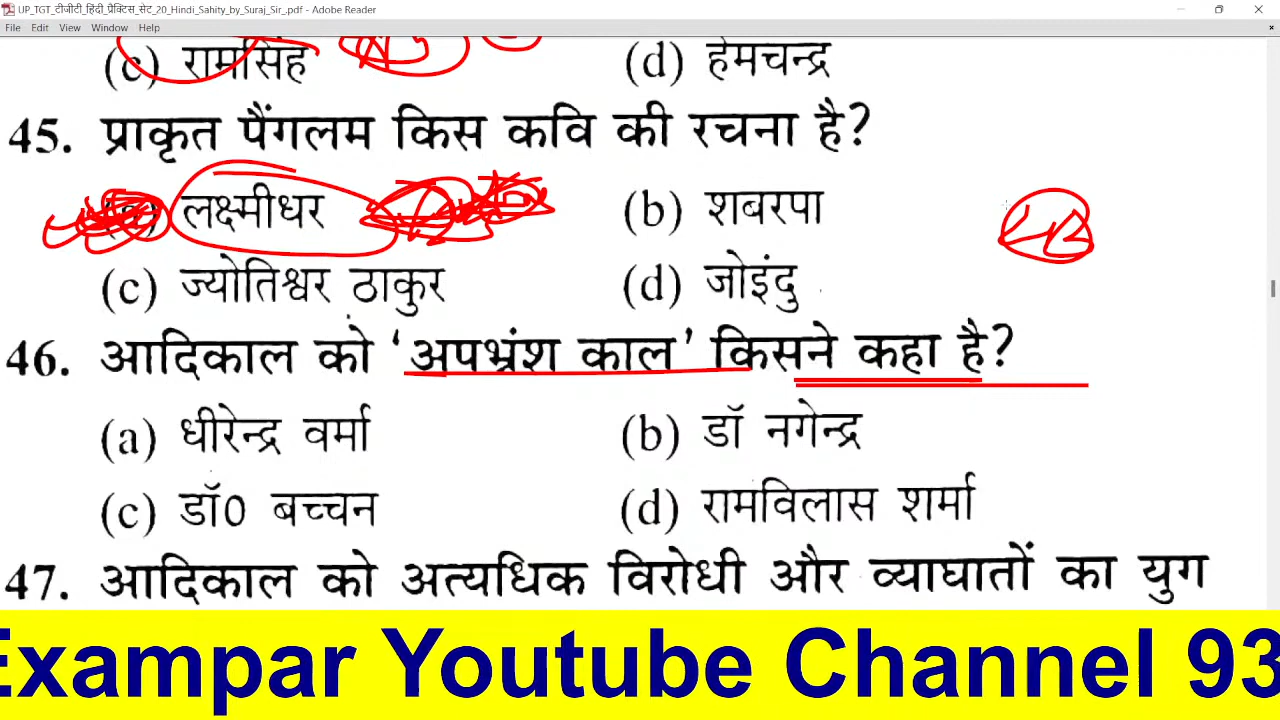 UP_TGT_टीजीटी_हिंदी_प्रैक्टिस_सेट_20_Hindi_Sahity_by_Suraj_Sir_.pdf - Adobe Reader
File Edit View Window Help
(c) रामसिंह (d) हेमचन्द्र
45. प्राकृत पैंगलम किस कवि की रचना है?
लक्ष्मीधर (b) शबरपा
(c) ज्योतिश्वर ठाकुर (d) जोइंदु
46. आदिकाल को ‘अपभ्रंश काल’ किसने कहा है?
(a) धीरेन्द्र वर्मा (b) डॉ नगेन्द्र
(c) डॉ0 बच्चन (d) रामविलास शर्मा
47. आदिकाल को अत्यधिक विरोधी और व्याघातों का युग
Exampar Youtube Channel 93